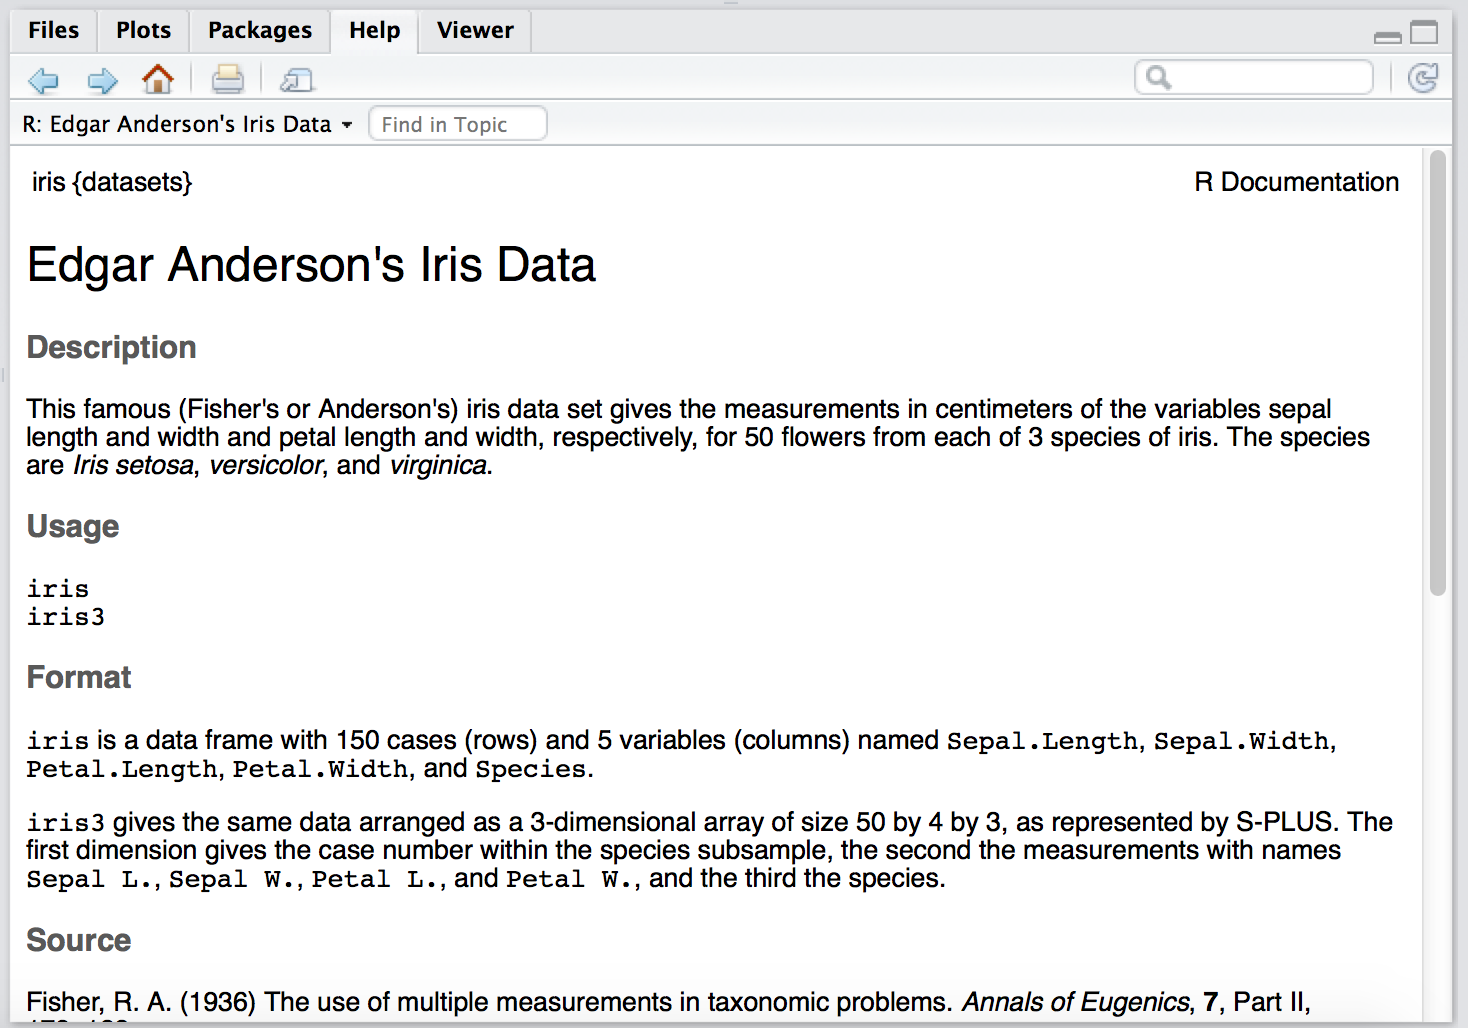 Files Plots Packages Help Viewer
R: Edgar Anderson's Iris Data Find in Topic
iris {datasets} R Documentation
Edgar Anderson's Iris Data
Description
This famous (Fisher's or Anderson's) iris data set gives the measurements in centimeters of the variables sepal
length and width and petal length and width, respectively, for 50 flowers from each of 3 species of iris. The species
are Iris setosa, versicolor, and virginica.
Usage
iris
iris3
Format
iris is a data frame with 150 cases (rows) and 5 variables (columns) named Sepal.Length, Sepal.Width,
Petal.Length, Petal.Width, and Species.
iris3 gives the same data arranged as a 3-dimensional array of size 50 by 4 by 3, as represented by S-PLUS. The
first dimension gives the case number within the species subsample, the second the measurements with names
Sepal L., Sepal W., Petal L., and Petal W., and the third the species.
Source
Fisher, R. A. (1936) The use of multiple measurements in taxonomic problems. Annals of Eugenics, 7, Part II,